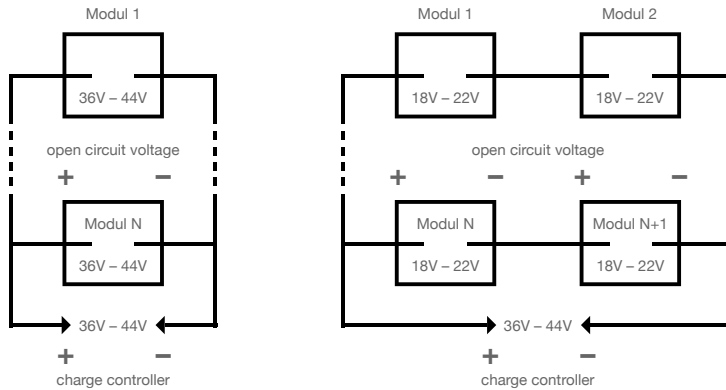 Modul 1
36V – 44V
open circuit voltage
+ –
Modul N
36V – 44V
36V – 44V
+ –
charge controller
Modul 1 Modul 2
18V – 22V 18V – 22V
open circuit voltage
+ – + –
Modul N Modul N+1
18V – 22V 18V – 22V
36V – 44V
+ –
charge controller